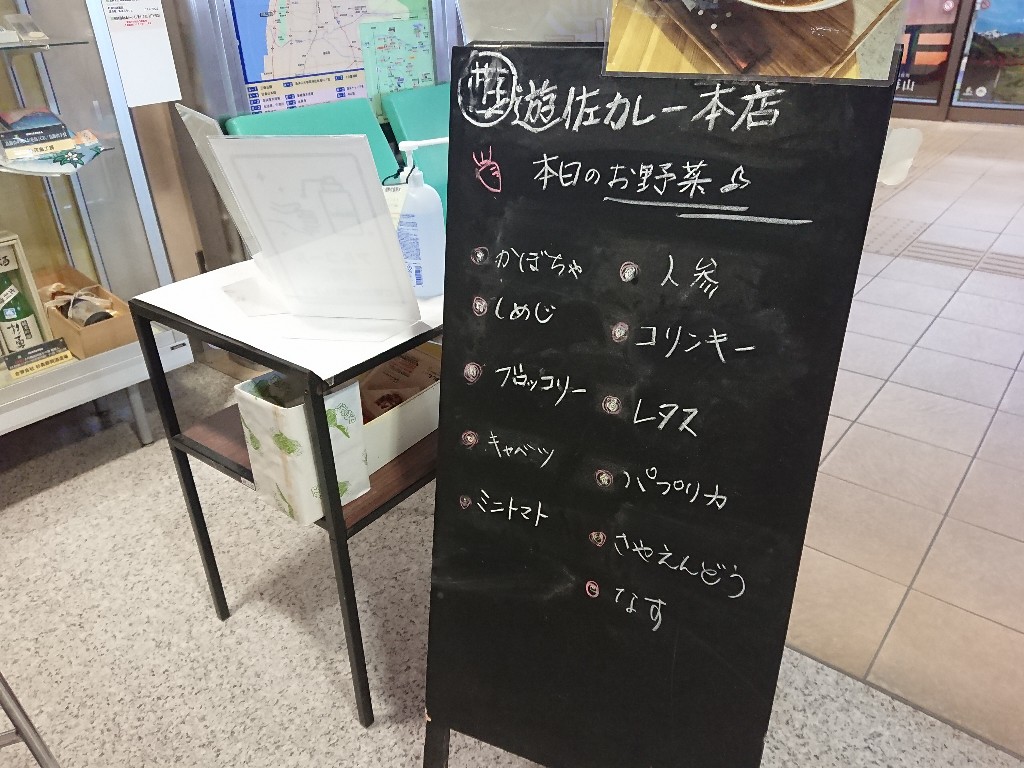 遊佐カレー本店
本日のお野菜
かぼちゃ
しめじ
ブロッコリー
キャベツ
ミニトマト
人参
コリンキー
レタス
パプリカ
さやえんどう
なす